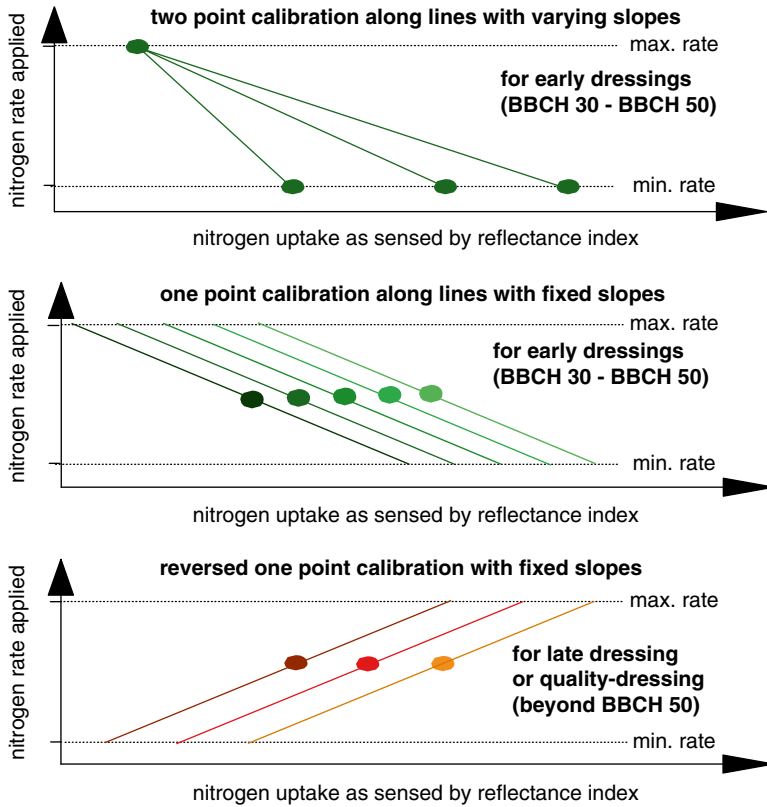 two point calibration along lines with varying slopes
max. rate
for early dressings
(BBCH 30 - BBCH 50)
min. rate
nitrogen rate applied
nitrogen uptake as sensed by reflectance index
one point calibration along lines with fixed slopes
max. rate
for early dressings
(BBCH 30 - BBCH 50)
min. rate
nitrogen rate applied
nitrogen uptake as sensed by reflectance index
reversed one point calibration with fixed slopes
max. rate
for late dressing
or quality-dressing
(beyond BBCH 50)
min. rate
nitrogen rate applied
nitrogen uptake as sensed by reflectance index